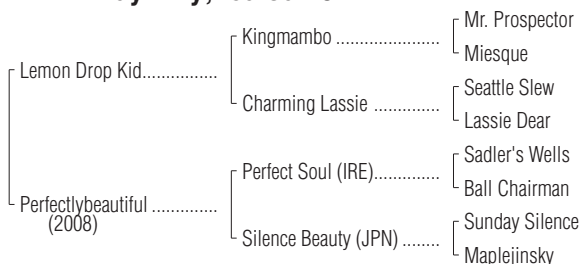 Mr. Prospector
Kingmambo ......................
Miesque
Lemon Drop Kid................
Seattle Slew
Charming Lassie ..............
Lassie Dear
Sadler's Wells
Perfect Soul (IRE)..............
Ball Chairman
Perfectlybeautiful ..............
(2008)
Sunday Silence
Silence Beauty (JPN) ........
Maplejinsky